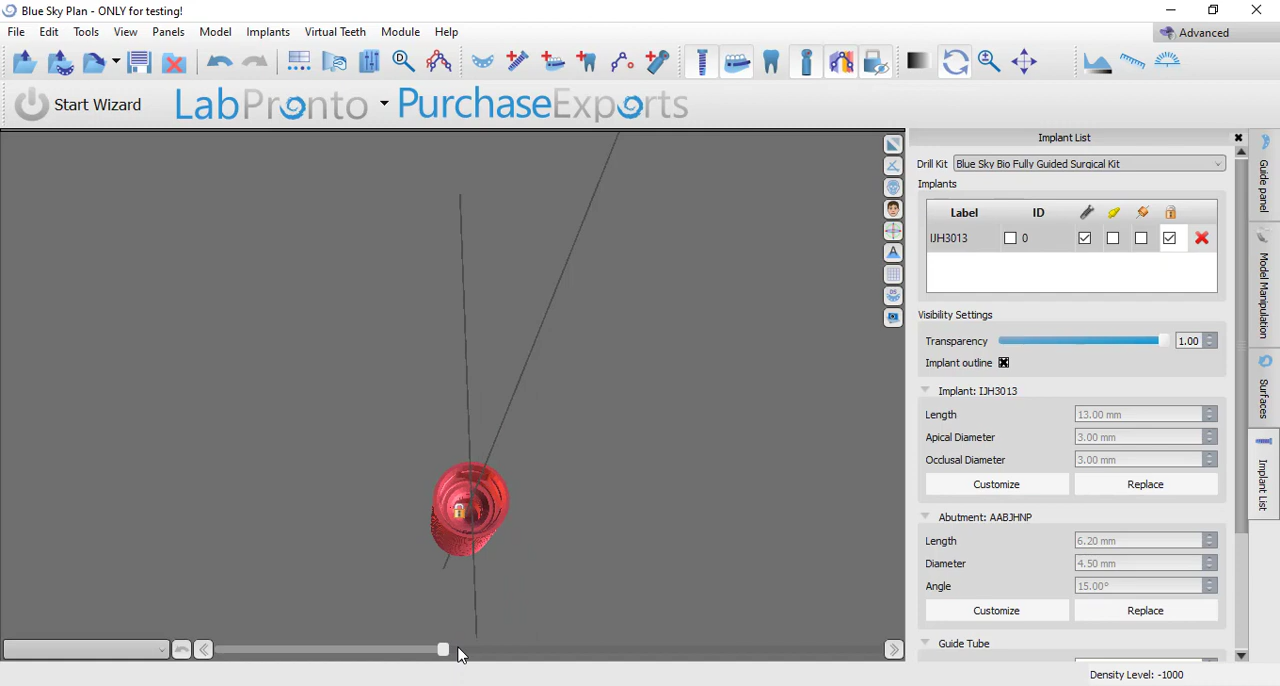 Blue Sky Plan - ONLY for testing!
File Edit Tools View Panels Model Implants Virtual Teeth Module Help
Advanced
Start Wizard LabPronto PurchaseExports
Implant List
Drill Kit Blue Sky Bio Fully Guided Surgical Kit
Implants
Label ID
IJH3013 0
Visibility Settings
Transparency 1.00
Implant outline
Implant: IJH3013
Length 13.00 mm
Apical Diameter 3.00 mm
Occlusal Diameter 3.00 mm
Customize Replace
Abutment: AABJHNP
Length 6.20 mm
Diameter 4.50 mm
Angle 15.00°
Customize Replace
Guide Tube
Guide panel
Model Manipulation
Surfaces
Implant List
Density Level: -1000